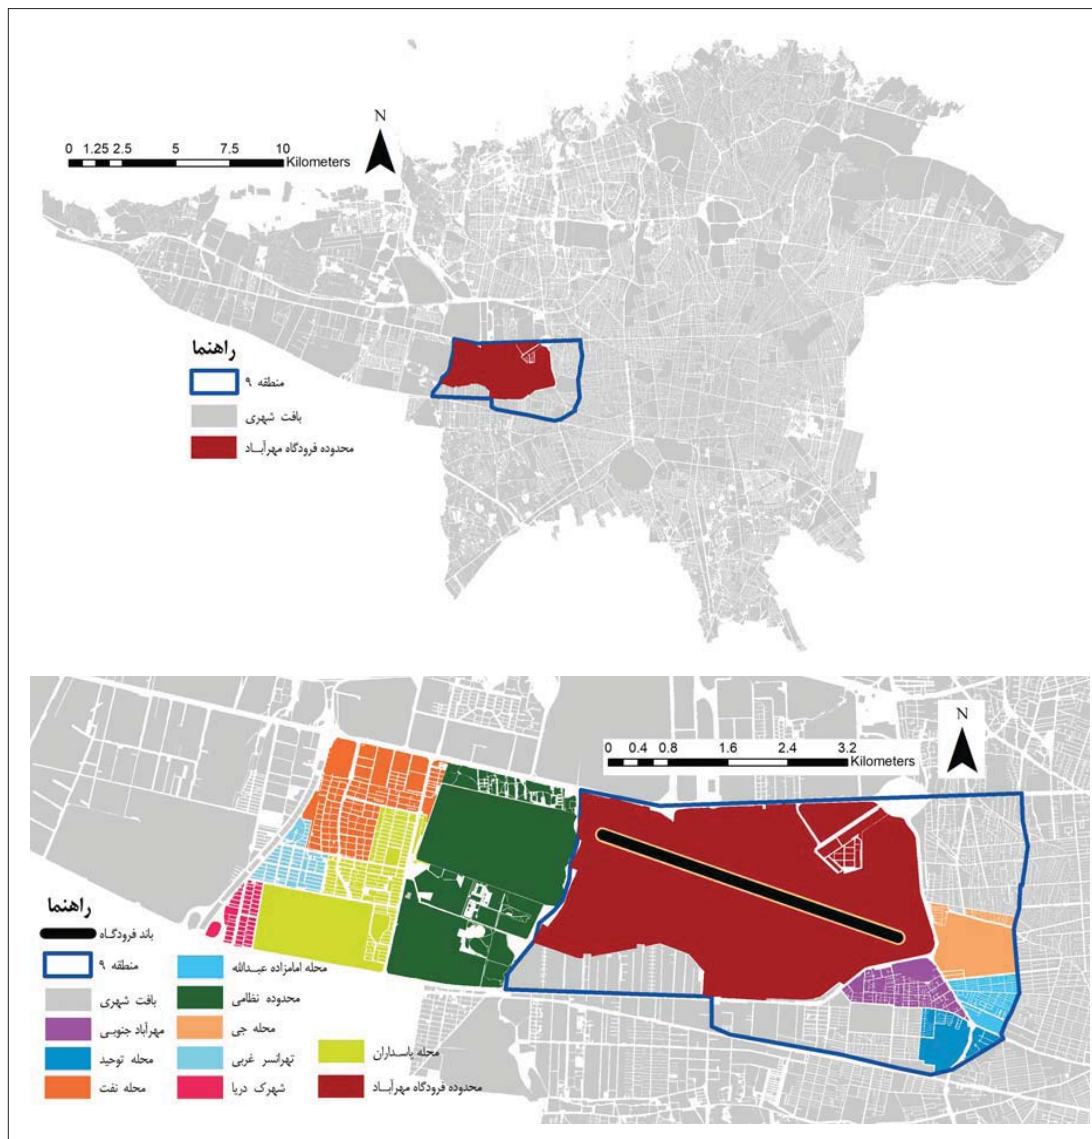 N
0 1.25 2.5 5 7.5 10
Kilometers
راهنما
منطقه ۹
بافت شهری
محدوده فرودگاه مهرآباد
N
0 0.4 0.8 1.6 2.4 3.2
Kilometers
راهنما
باند فرودگاه
منطقه ۹
محله امامزاده عبدالله
بافت شهری
محدوده نظامی
مهرآباد جنوبی
محله جی
محله توحید
تهرانسر غربی
محله پاسداران
محله نفت
شهرک دریا
محدوده فرودگاه مهرآباد